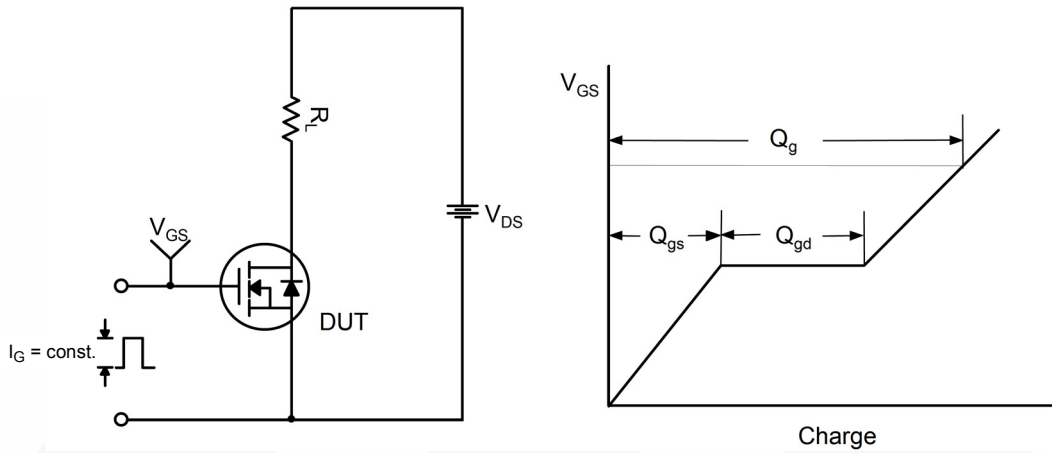 R_L
V_GS
V_DS
DUT
I_G = const.
V_GS
Q_g
Q_gs
Q_gd
Charge